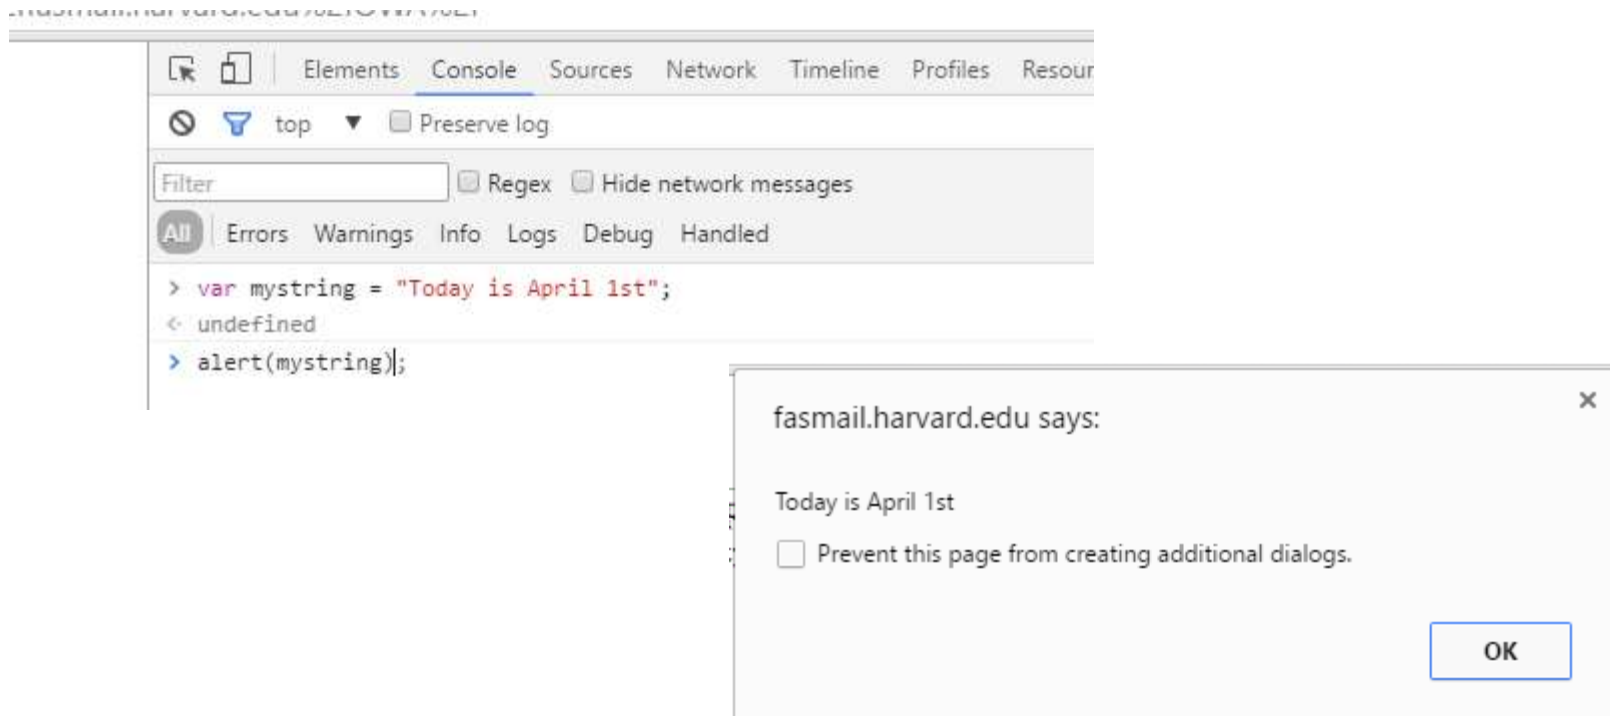 Elements Console Sources Network Timeline Profiles Resour
top ▼ Preserve log
Filter Regex Hide network messages
All Errors Warnings Info Logs Debug Handled
> var mystring = "Today is April 1st";
<· undefined
> alert(mystring);
fasmail.harvard.edu says:
Today is April 1st
Prevent this page from creating additional dialogs.
OK